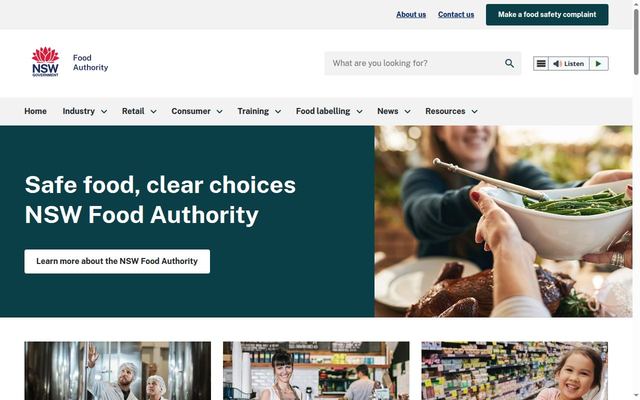 About us
Contact us
Make a food safety complaint
NSW
GOVERNMENT
Food
Authority
What are you looking for?
Listen
Home
Industry
Retail
Consumer
Training
Food labelling
News
Resources
Safe food, clear choices
NSW Food Authority
Learn more about the NSW Food Authority